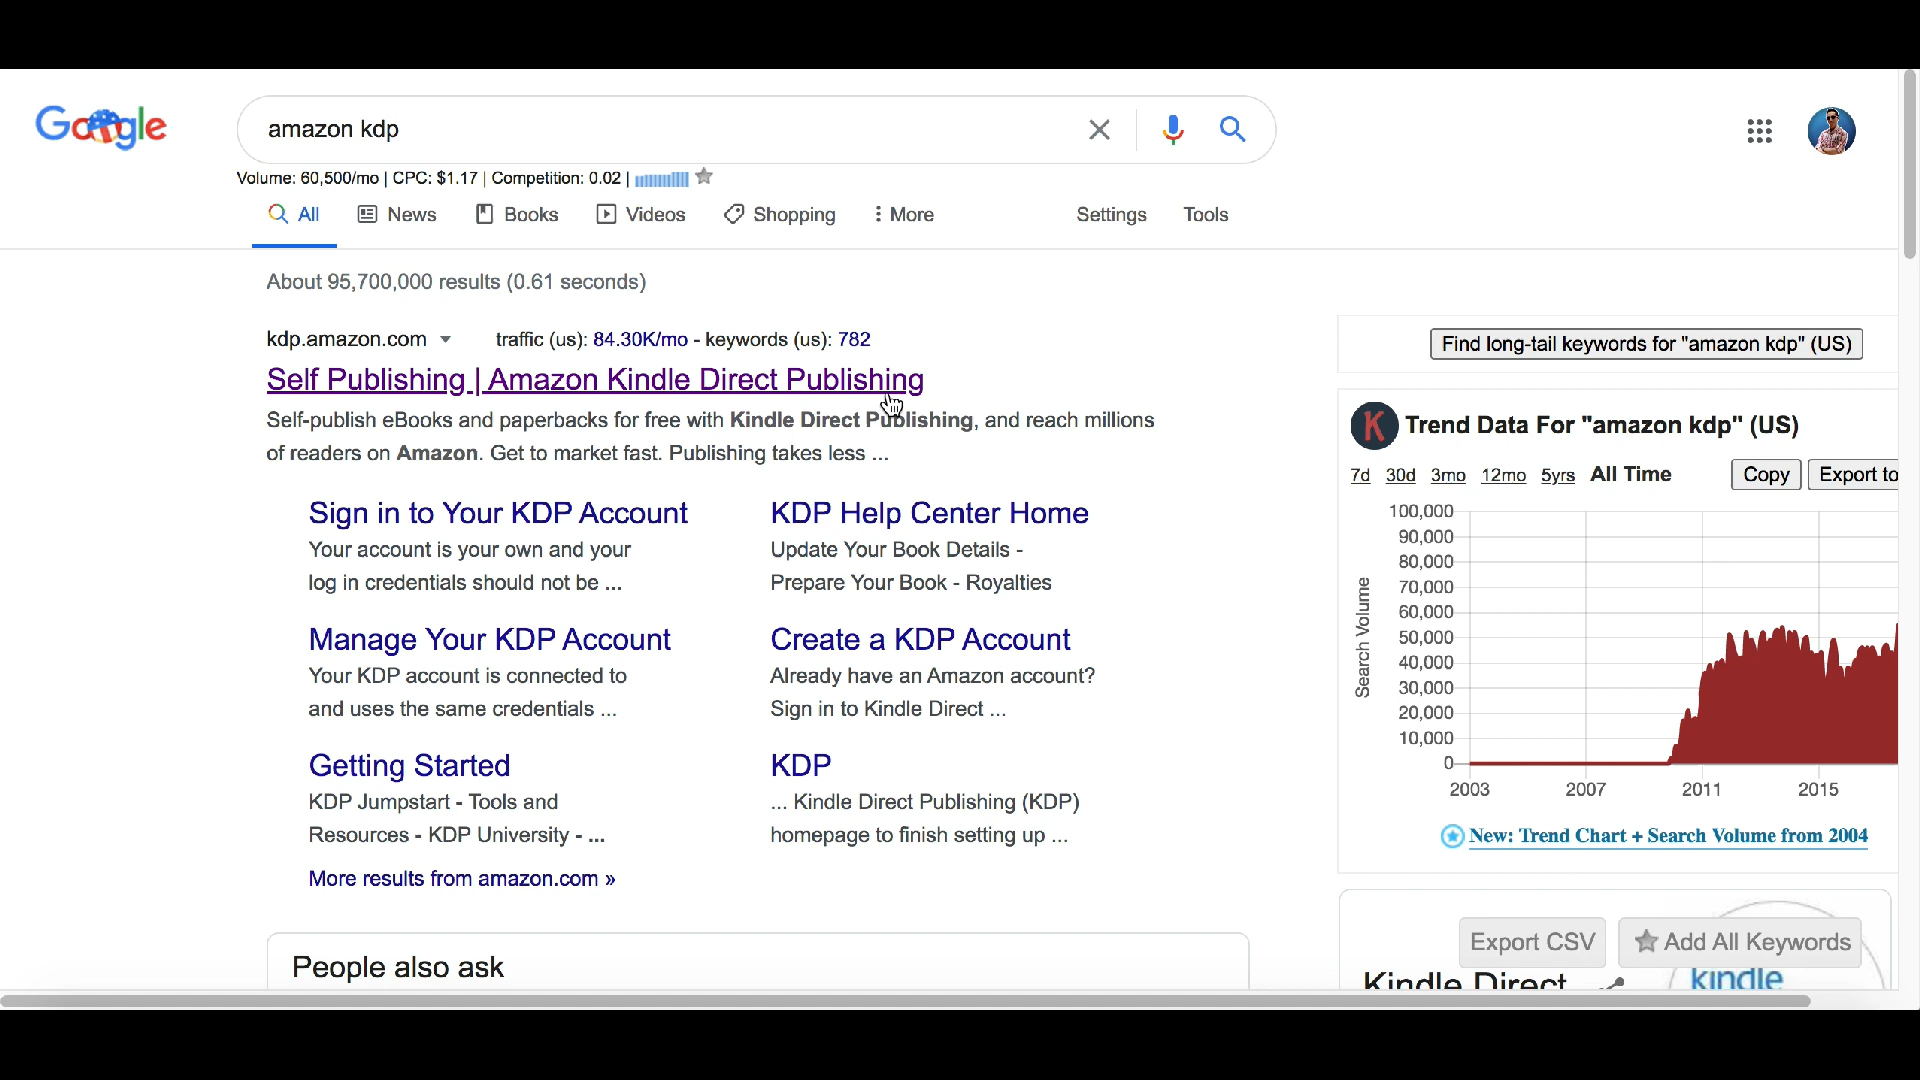 Google
amazon kdp
Volume: 60,500/mo | CPC: $1.17 | Competition: 0.02 |
All
News
Books
Videos
Shopping
More
Settings
Tools
About 95,700,000 results (0.61 seconds)
kdp.amazon.com
traffic (us): 84.30K/mo - keywords (us): 782
Self Publishing | Amazon Kindle Direct Publishing
Self-publish eBooks and paperbacks for free with Kindle Direct Publishing, and reach millions
of readers on Amazon. Get to market fast. Publishing takes less ...
Sign in to Your KDP Account
Your account is your own and your
log in credentials should not be ...
KDP Help Center Home
Update Your Book Details -
Prepare Your Book - Royalties
Manage Your KDP Account
Your KDP account is connected to
and uses the same credentials ...
Create a KDP Account
Already have an Amazon account?
Sign in to Kindle Direct ...
Getting Started
KDP Jumpstart - Tools and
Resources - KDP University - ...
KDP
... Kindle Direct Publishing (KDP)
homepage to finish setting up ...
More results from amazon.com »
People also ask
Find long-tail keywords for "amazon kdp" (US)
K
Trend Data For "amazon kdp" (US)
7d 30d 3mo 12mo 5yrs All Time
Copy
Export to
Search Volume
100,000
90,000
80,000
70,000
60,000
50,000
40,000
30,000
20,000
10,000
0
2003 2007 2011 2015
New: Trend Chart + Search Volume from 2004
Export CSV
Add All Keywords
Kindle Direct
kindle